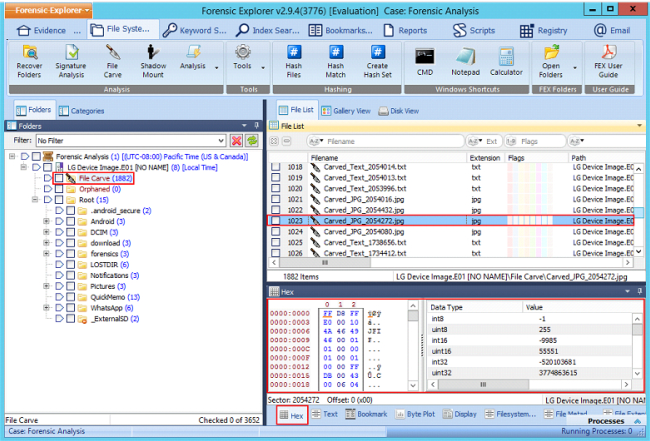 Forensic Explorer
Forensic Explorer v2.9.4(3776) [Evaluation] Case: Forensic Analysis
Evidence ... File Syste... Keyword S... Index Sear... Bookmarks... Reports Scripts Registry Email
Recover Folders
Signature Analysis
File Carve
Shadow Mount
Analysis
Tools
Hash Files
Hash Match
Create Hash Set
CMD
Notepad
Calculator
Open Folders
FEX User Guide
Analysis Tools Hashing Windows Shortcuts FEX Folders User Guide
Folders Categories
Folders
Filter: No Filter
Forensic Analysis (1) [(UTC-08:00) Pacific Time (US & Canada)]
LG Device Image.E01 [NO NAME] (8) [Local Time]
File Carve (1882)
Orphaned (0)
Root (15)
.android_secure (2)
Android (3)
DCIM (3)
download (3)
forensics (3)
LOSTDIR (6)
Notifications (3)
Pictures (3)
QuickMemo (13)
WhatsApp (6)
_ExternalSD (2)
File Carve Checked 0 of 3652
File List Gallery View Disk View
File List
Filename Ext Flags
Filename Extension Flags Path
1018 Carved_Text_2054014.txt txt LG Device Image.E0
1019 Carved_Text_2054013.txt txt LG Device Image.E0
1020 Carved_Text_2053996.txt txt LG Device Image.E0
1021 Carved_JPG_2054016.jpg jpg LG Device Image.E0
1022 Carved_JPG_2054432.jpg jpg LG Device Image.E0
1023 Carved_JPG_2054272.jpg jpg LG Device Image.E0
1024 Carved_JPG_2054080.jpg jpg LG Device Image.E0
1025 Carved_Text_1738656.txt txt LG Device Image.E0
1026 Carved_Text_1734412.txt txt LG Device Image.E0
1882 Items LG Device Image.E01 [NO NAME]\File Carve\Carved_JPG_2054272.jpg
Hex
0 1 2
0000:0000 FF D8 FF ÿØÿ
0000:0003 E0 00 10 à..
0000:0006 4A 46 49 JFI
0000:0009 46 00 01 F..
0000:000C 01 00 00 ...
0000:000F 01 00 01 ...
0000:0012 00 00 FF ..ÿ
0000:0015 DB 00 43 Û.C
0000:0018 00 06 04 ...
Data Type Value
int8 -1
uint8 255
int16 -9985
uint16 55551
int32 -520103681
uint32 3774863615
Sector: 2054272 Offset: 0 (x00) LG Device Image.E0
Hex Text Bookmark Byte Plot Display Filesystem...
Processes
Case: Forensic Analysis Running Processes: 0